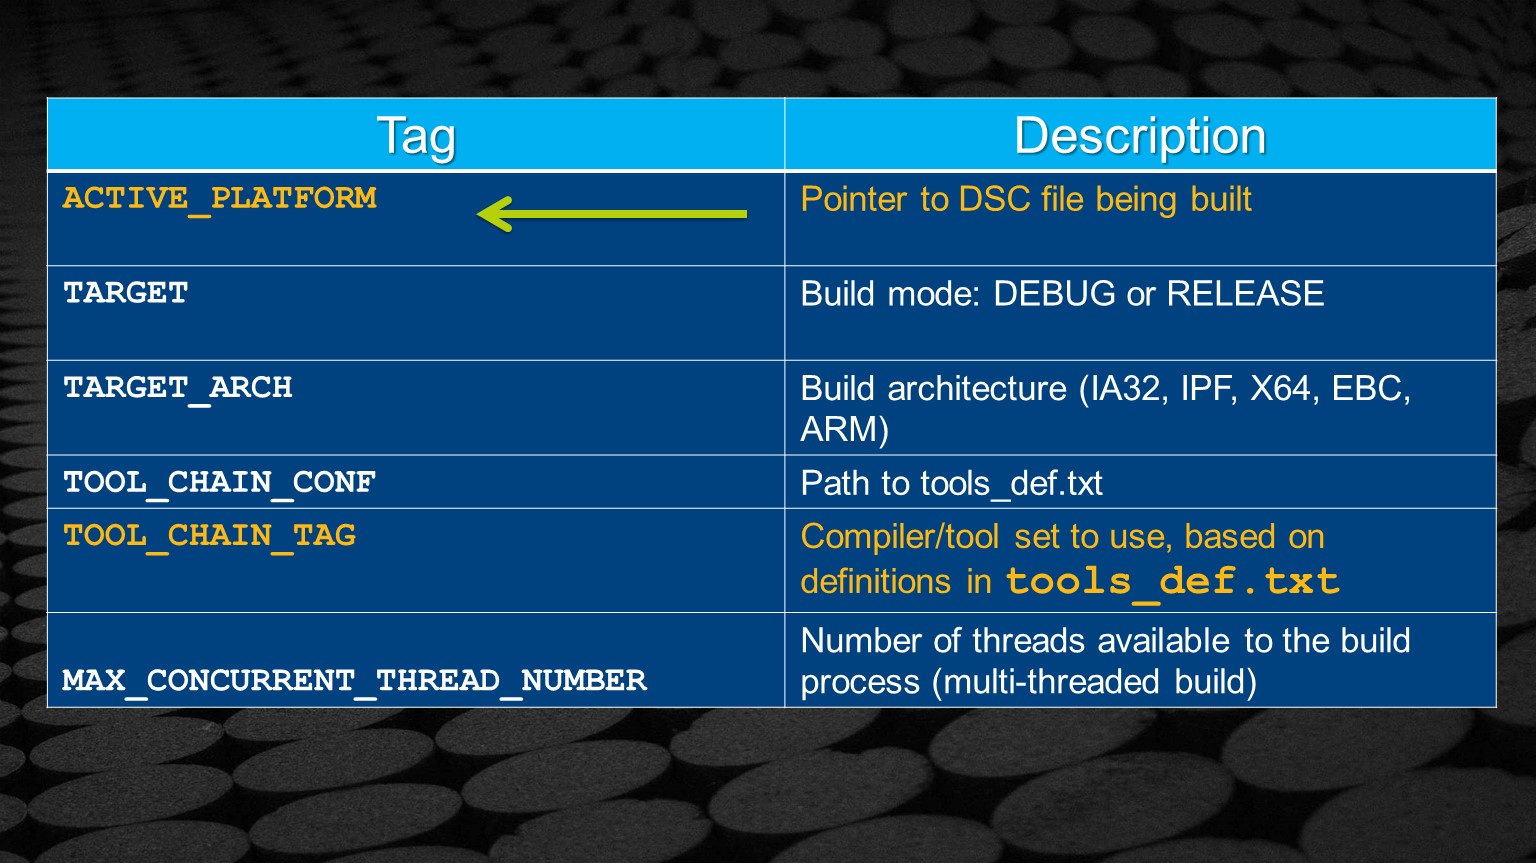 Tag
Description
ACTIVE_PLATFORM
Pointer to DSC file being built
TARGET
Build mode: DEBUG or RELEASE
TARGET_ARCH
Build architecture (IA32, IPF, X64, EBC,
ARM)
TOOL_CHAIN_CONF
Path to tools_def.txt
TOOL_CHAIN_TAG
Compiler/tool set to use, based on
definitions in tools_def.txt
MAX_CONCURRENT_THREAD_NUMBER
Number of threads available to the build
process (multi-threaded build)